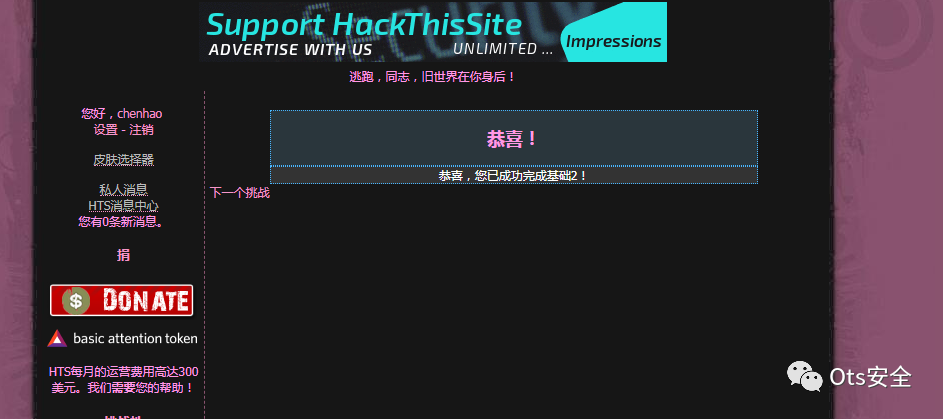 Support HackThisSite
ADVERTISE WITH US
UNLIMITED ...
Impressions
逃跑，同志，旧世界在你身后！
您好，chenhao
设置 - 注销
皮肤选择器
私人消息
HTS消息中心
您有0条新消息。
捐
$ DONATE
basic attention token
HTS每月的运营费用高达300
美元。我们需要您的帮助！
恭喜！
恭喜，您已成功完成基础2！
下一个挑战
Ots安全